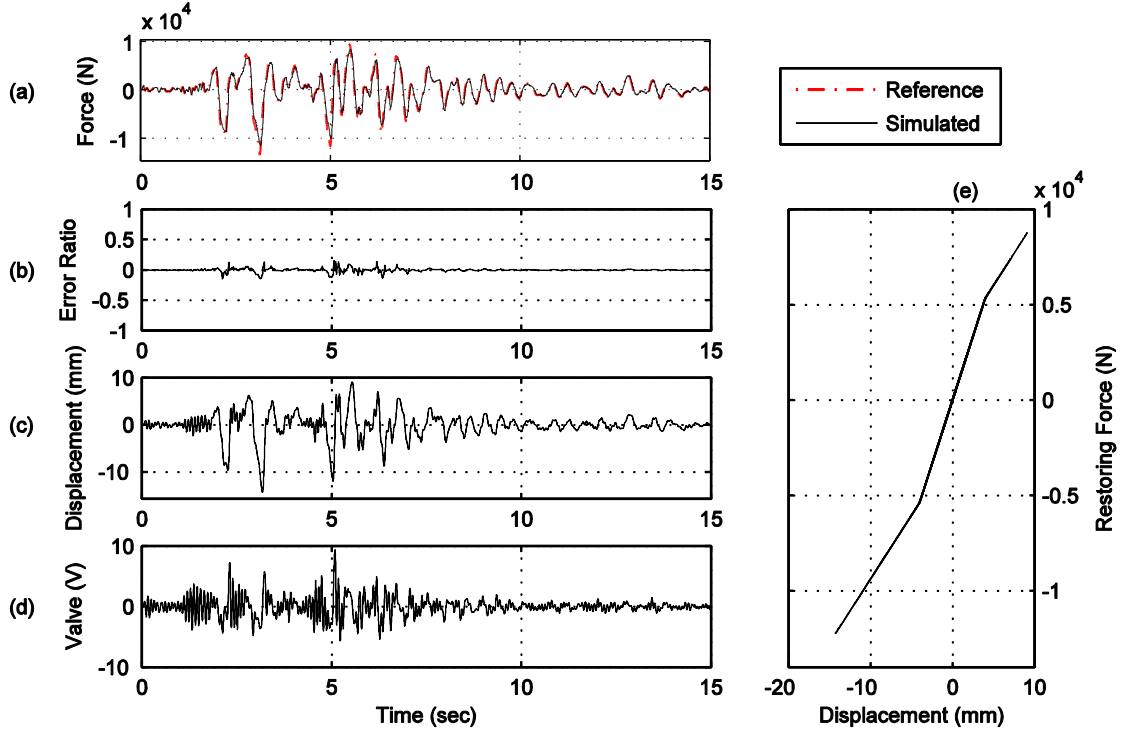 x 10^4
(a)
Force (N)
1
0
-1
0 5 10 15
Reference
Simulated
(b)
Error Ratio
1
0.5
0
-0.5
-1
0 5 10 15
(c)
Displacement (mm)
10
0
-10
0 5 10 15
(d)
Valve (V)
10
0
-10
0 5 10 15
Time (sec)
(e)
x 10^4
1
0.5
0
-0.5
-1
Restoring Force (N)
-20 -10 0 10
Displacement (mm)